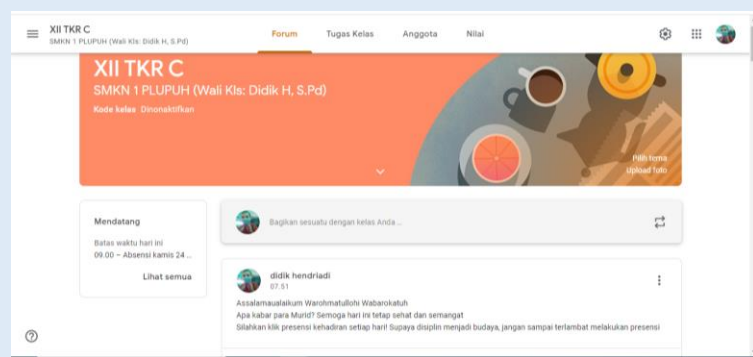 XII TKR C
SMKN 1 PLUPUH (Wali Kls: Didik H, S.Pd)
Forum
Tugas Kelas
Anggota
Nilai
XII TKR C
SMKN 1 PLUPUH (Wali Kls: Didik H, S.Pd)
Kode kelas Dinonaktifkan
Pilih tema
Upload foto
Mendatang
Batas waktu hari ini
09.00 – Absensi kamis 24 ...
Lihat semua
Bagikan sesuatu dengan kelas Anda ...
didik hendriadi
07.51
Assalamaualaikum Warohmatullohi Wabarokatuh
Apa kabar para Murid? Semoga hari ini tetap sehat dan semangat
Silahkan klik presensi kehadiran setiap hari! Supaya disiplin menjadi budaya, jangan sampai terlambat melakukan presensi